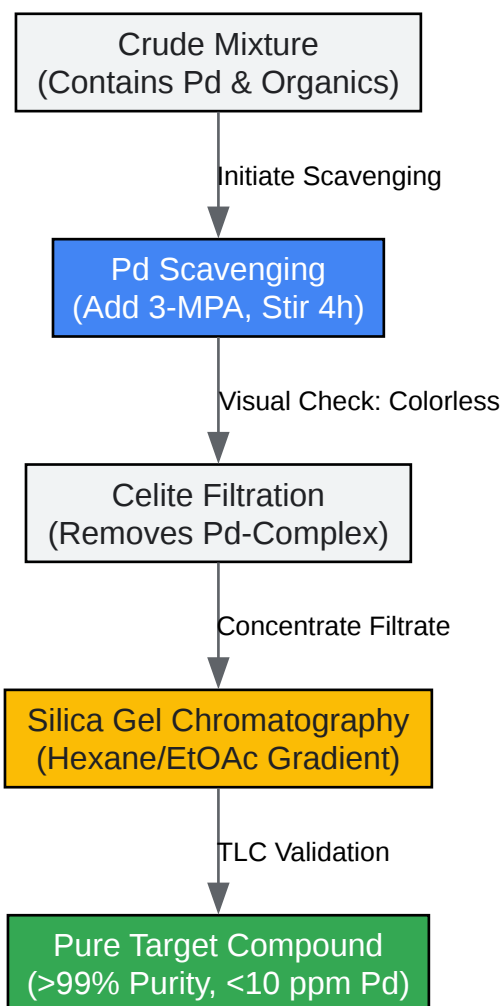 Crude Mixture
(Contains Pd & Organics)
Initiate Scavenging
Pd Scavenging
(Add 3-MPA, Stir 4h)
Visual Check: Colorless
Celite Filtration
(Removes Pd-Complex)
Concentrate Filtrate
Silica Gel Chromatography
(Hexane/EtOAc Gradient)
TLC Validation
Pure Target Compound
(>99% Purity, <10 ppm Pd)